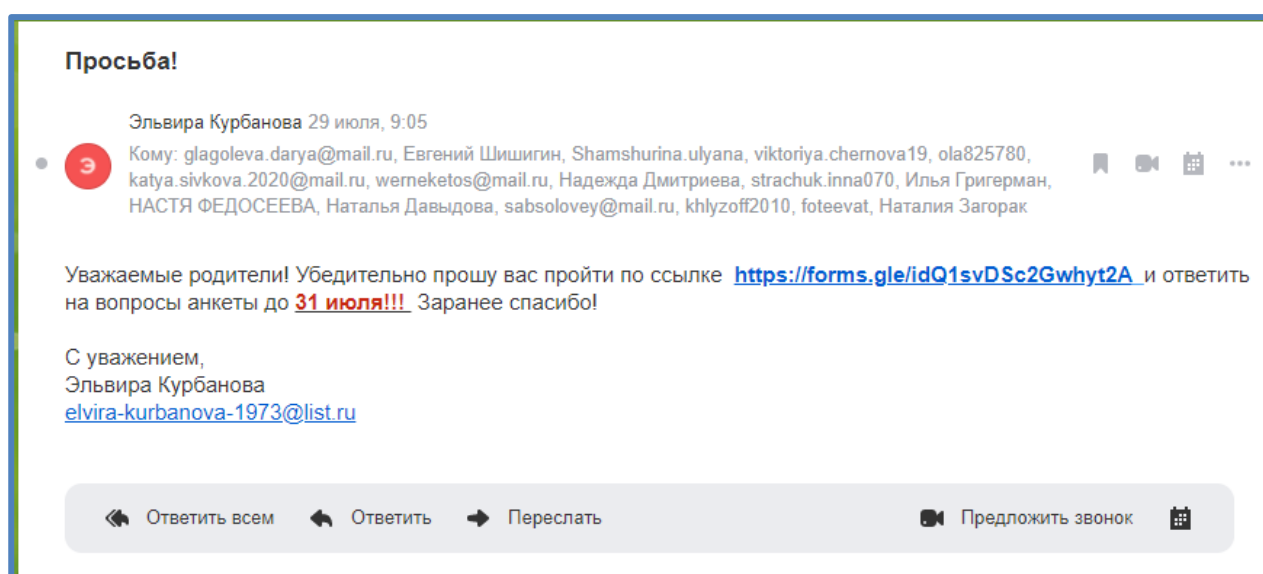 Просьба!
Эльвира Курбанова 29 июля, 9:05
Э
Кому: glagoleva.darya@mail.ru, Евгений Шишигин, Shamshurina.ulyana, viktoriya.chernova19, ola825780,
katya.sivkova.2020@mail.ru, werneketos@mail.ru, Надежда Дмитриева, strachuk.inna070, Илья Григерман,
НАСТЯ ФЕДОСЕЕВА, Наталья Давыдова, sabsolovey@mail.ru, khlyzoff2010, foteevat, Наталия Загорак
Уважаемые родители! Убедительно прошу вас пройти по ссылке https://forms.gle/idQ1svDSc2Gwhyt2A и ответить
на вопросы анкеты до 31 июля!!! Заранее спасибо!
С уважением,
Эльвира Курбанова
elvira-kurbanova-1973@list.ru
Ответить всем Ответить Переслать Предложить звонок